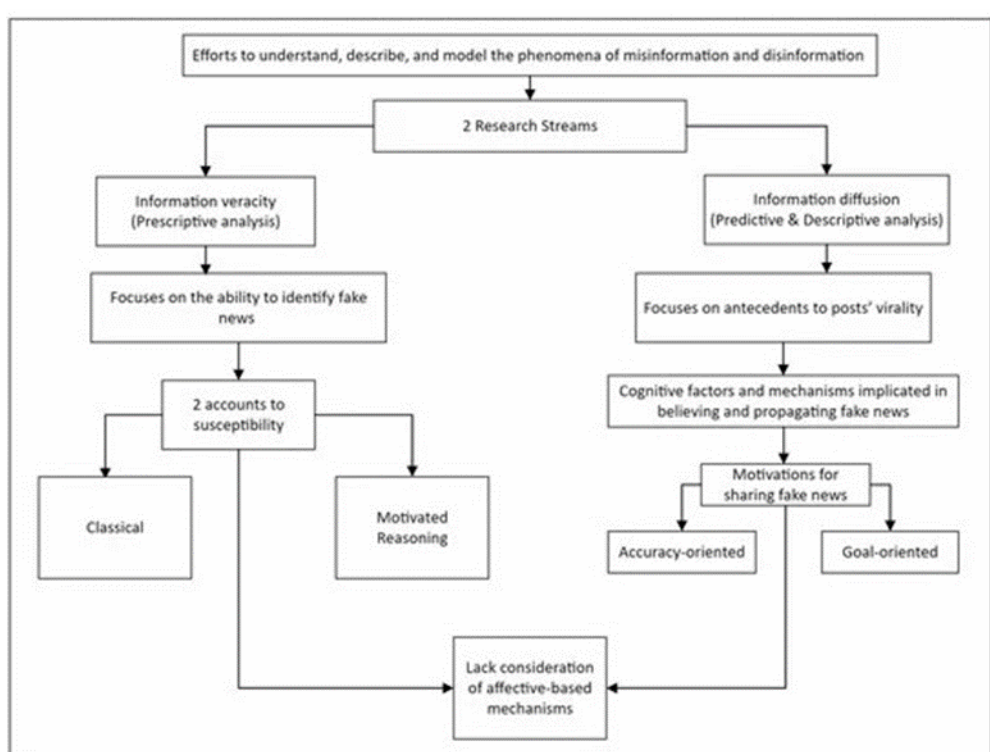 Efforts to understand, describe, and model the phenomena of misinformation and disinformation
2 Research Streams
Information veracity
(Prescriptive analysis)
Information diffusion
(Predictive & Descriptive analysis)
Focuses on the ability to identify fake
news
Focuses on antecedents to posts' virality
2 accounts to
susceptibility
Cognitive factors and mechanisms implicated in
believing and propagating fake news
Classical
Motivated
Reasoning
Motivations for
sharing fake news
Accuracy-oriented
Goal-oriented
Lack consideration
of affective-based
mechanisms